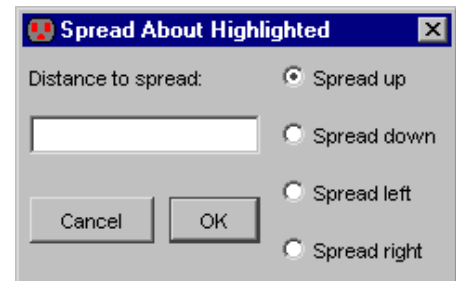 Spread About Highlighted
Distance to spread:
Spread up
Spread down
Spread left
Cancel
OK
Spread right